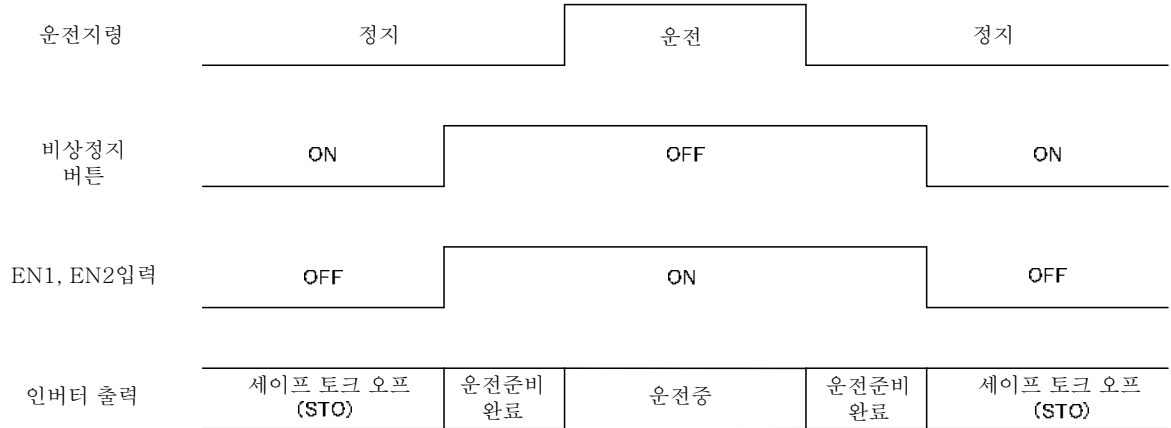 운전지령
정지
운전
정지
비상정지
버튼
ON
OFF
ON
EN1, EN2입력
OFF
ON
OFF
인버터 출력
세이프 토크 오프
(STO)
운전준비
완료
운전중
운전준비
완료
세이프 토크 오프
(STO)